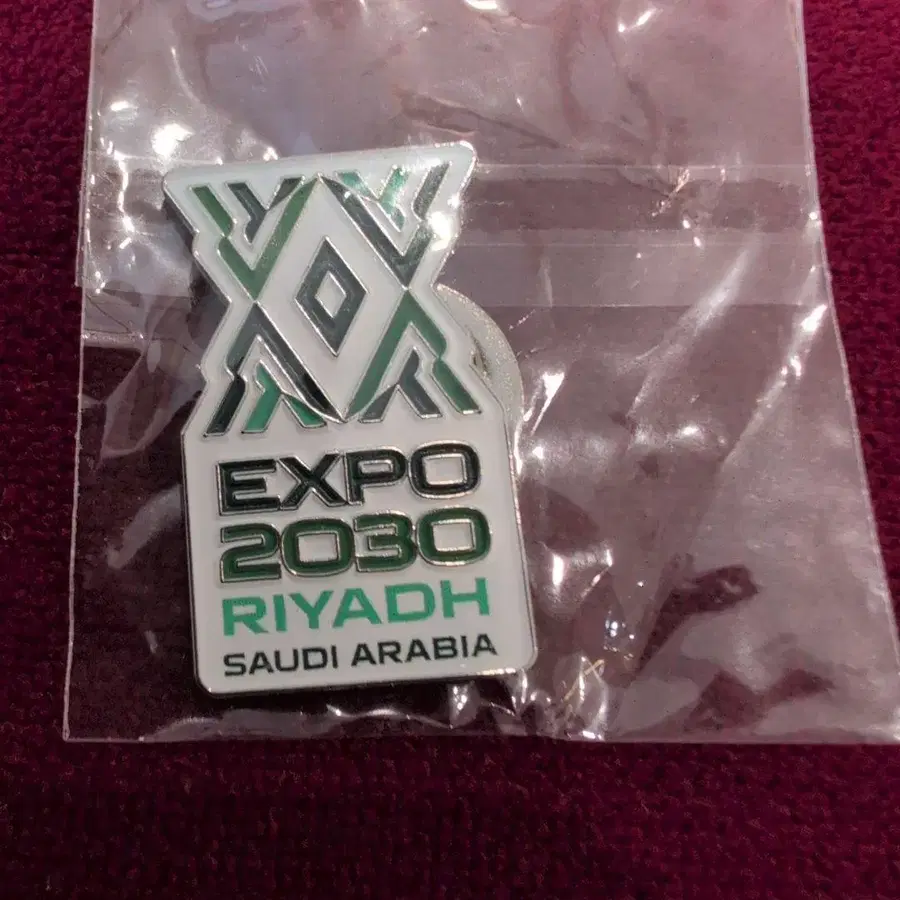 EXPO
2030
RIYADH
SAUDI ARABIA